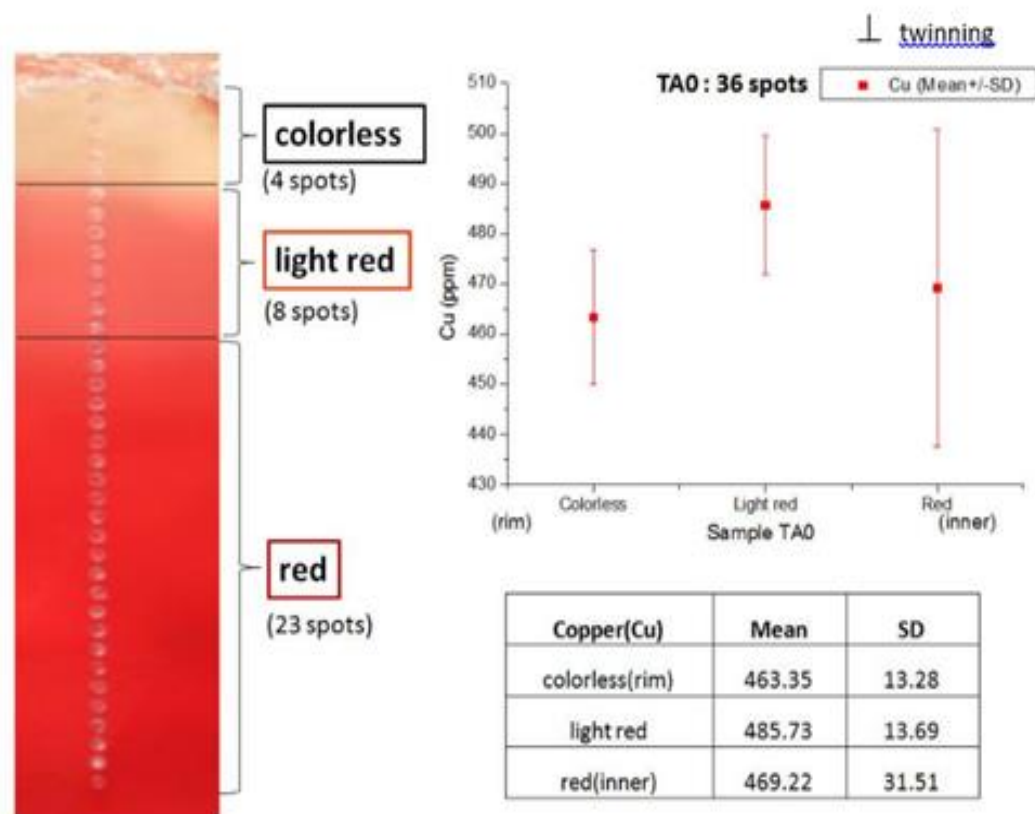 ⊥ twinning
colorless
(4 spots)
light red
(8 spots)
red
(23 spots)
TA0 : 36 spots
Cu (Mean+/-SD)
510
500
490
480
470
460
450
440
430
Cu (ppm)
Colorless
Light red
Red
(rim)
Sample TA0
(inner)
Copper(Cu) Mean SD
colorless(rim) 463.35 13.28
light red 485.73 13.69
red(inner) 469.22 31.51